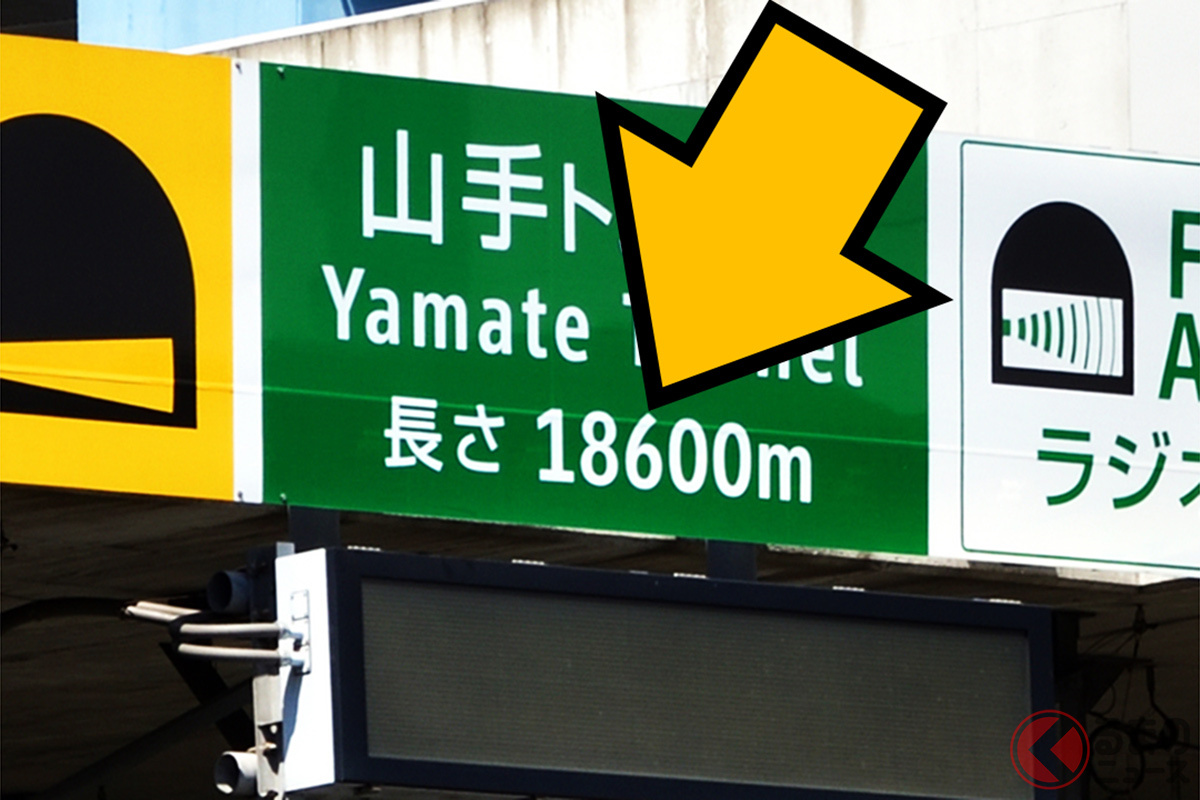 山手ト
Yamate
長さ 18600m
F
A
ラジオ